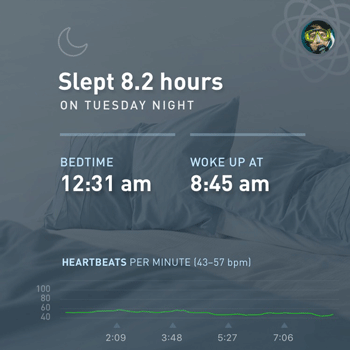 Slept 8.2 hours
ON TUESDAY NIGHT
BEDTIME
WOKE UP AT
12:31 am
8:45 am
HEARTBEATS PER MINUTE (43–57 bpm)
100
80
60
40
2:09
3:48
5:27
7:06